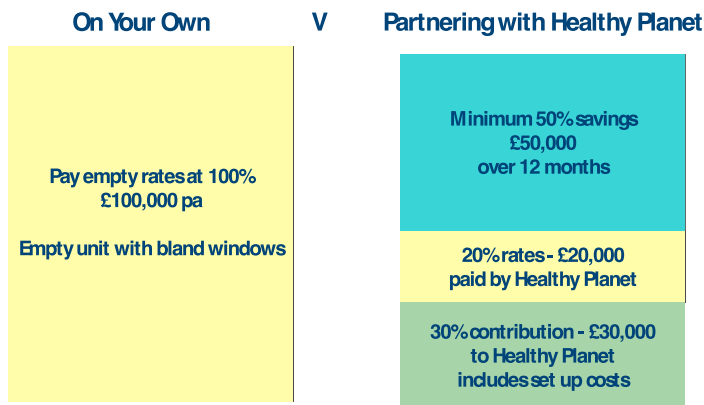 On Your Own V Partnering with Healthy Planet
Pay empty rates at 100%
£100,000 pa
Empty unit with bland windows
Minimum 50% savings
£50,000
over 12 months
20% rates - £20,000
paid by Healthy Planet
30% contribution - £30,000
to Healthy Planet
includes set up costs